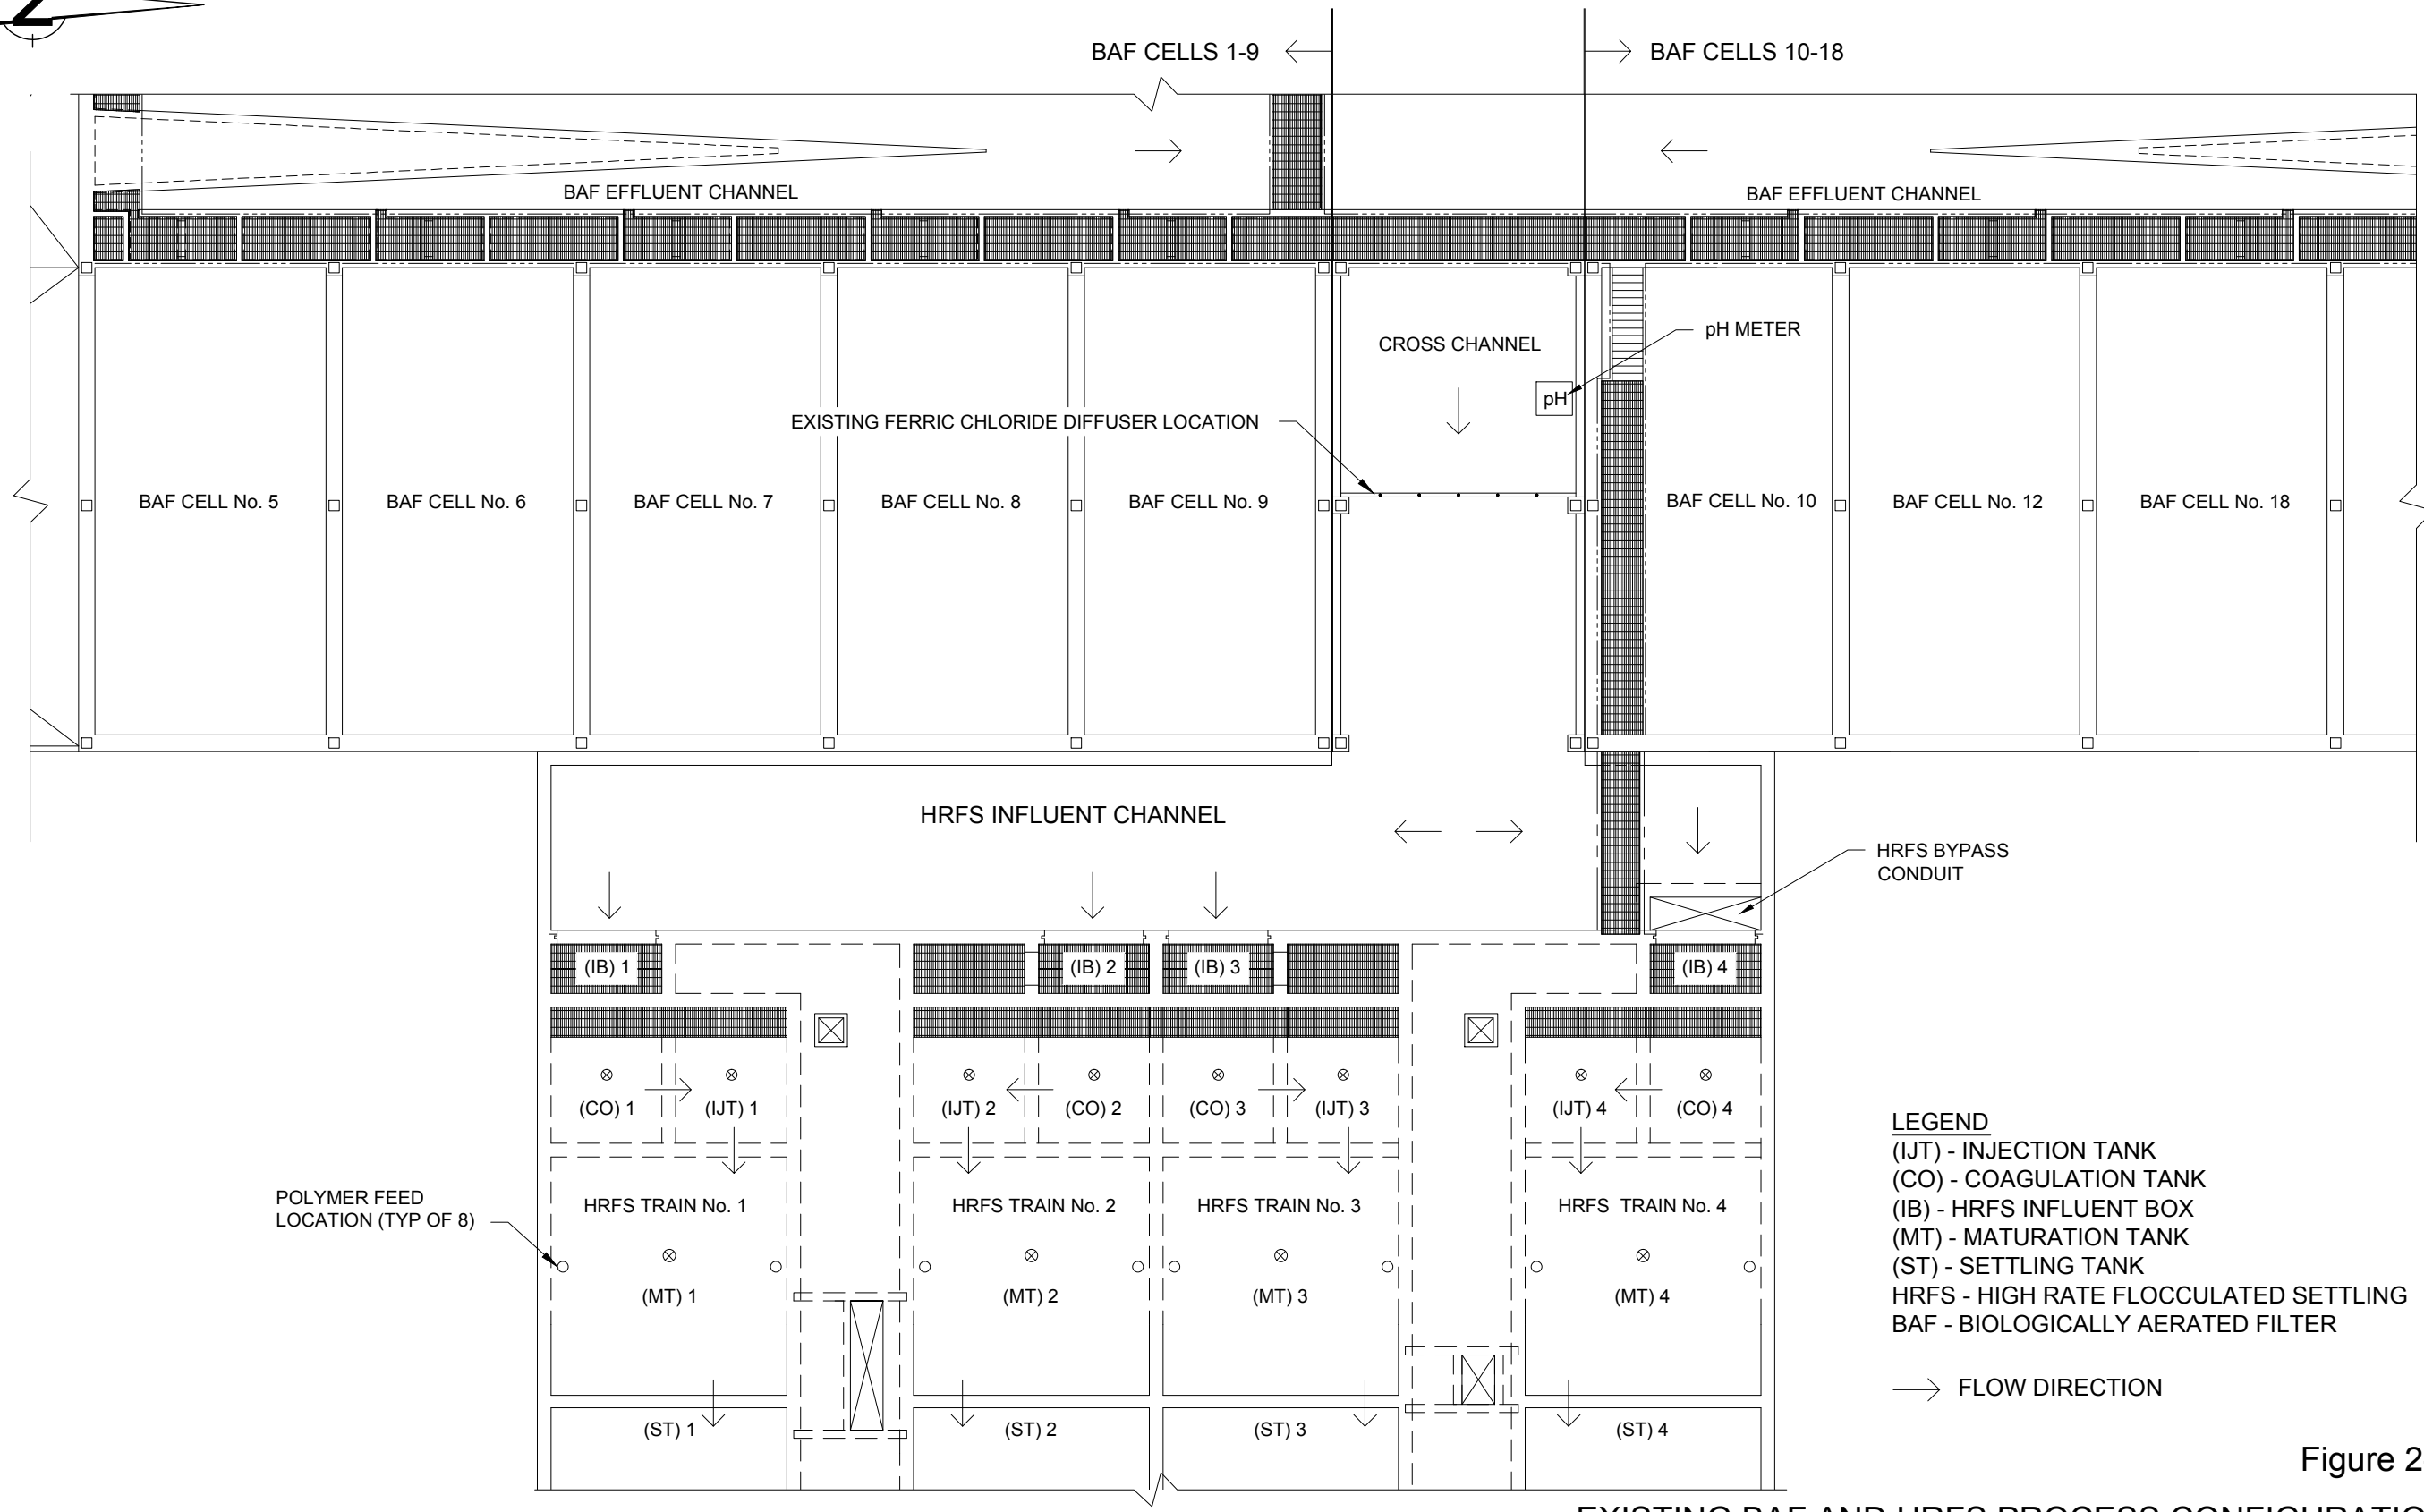 BAF CELLS 1-9
BAF CELLS 10-18
BAF EFFLUENT CHANNEL
BAF EFFLUENT CHANNEL
pH METER
CROSS CHANNEL
pH
EXISTING FERRIC CHLORIDE DIFFUSER LOCATION
BAF CELL No. 5
BAF CELL No. 6
BAF CELL No. 7
BAF CELL No. 8
BAF CELL No. 9
BAF CELL No. 10
BAF CELL No. 12
BAF CELL No. 18
HRFS INFLUENT CHANNEL
HRFS BYPASS
CONDUIT
(IB) 1
(IB) 2
(IB) 3
(IB) 4
(CO) 1
(IJT) 1
(IJT) 2
(CO) 2
(CO) 3
(IJT) 3
(IJT) 4
(CO) 4
POLYMER FEED
LOCATION (TYP OF 8)
HRFS TRAIN No. 1
HRFS TRAIN No. 2
HRFS TRAIN No. 3
HRFS TRAIN No. 4
(MT) 1
(MT) 2
(MT) 3
(MT) 4
(ST) 1
(ST) 2
(ST) 3
(ST) 4
LEGEND
(IJT) - INJECTION TANK
(CO) - COAGULATION TANK
(IB) - HRFS INFLUENT BOX
(MT) - MATURATION TANK
(ST) - SETTLING TANK
HRFS - HIGH RATE FLOCCULATED SETTLING
BAF - BIOLOGICALLY AERATED FILTER
FLOW DIRECTION
Figure 2
EXISTING BAF AND HRFS PROCESS